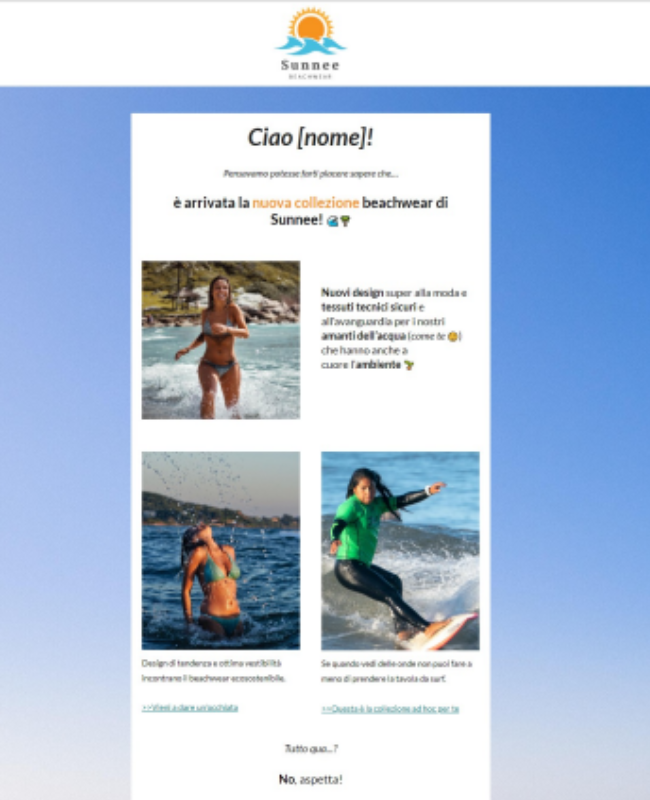 Sunnee
BEACHWEAR
Ciao [nome]!
Pensavamo potesse farti piacere sapere che...
è arrivata la nuova collezione beachwear di
Sunnee! 🌊🌴
Nuovi design super alla moda e
tessuti tecnici sicuri e
all'avanguardia per i nostri
amanti dell'acqua (come te 😉)
che hanno anche a
cuore l'ambiente 🌴
Design di tendenza e ottima vestibilità
incontrano il beachwear ecosostenibile.
>>Vieni a dare un'occhiata
Se quando vedi delle onde non puoi fare a
meno di prendere la tavola da surf.
>>Questa è la collezione ad hoc per te
Tutto qua...?
No, aspetta!